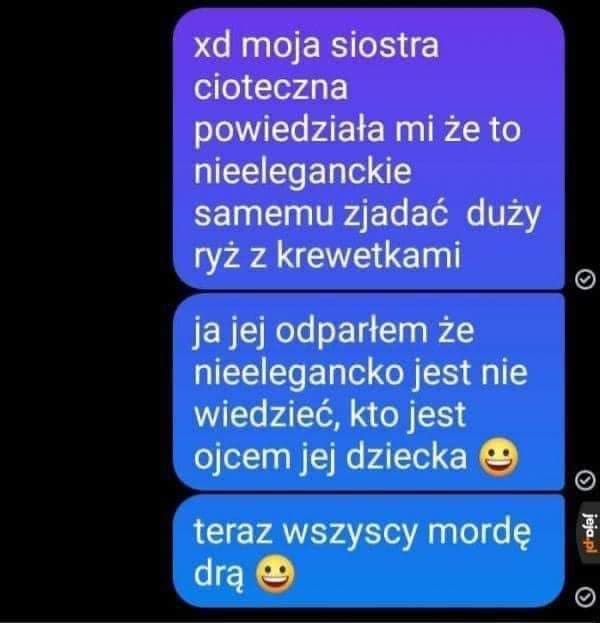 xd moja siostra
cioteczna
powiedziała mi że to
nieeleganckie
samemu zjadać  duży
ryż z krewetkami
ja jej odparłem że
nieelegancko jest nie
wiedzieć, kto jest
ojcem jej dziecka 😀
teraz wszyscy mordę
drą 😀
jeja.pl